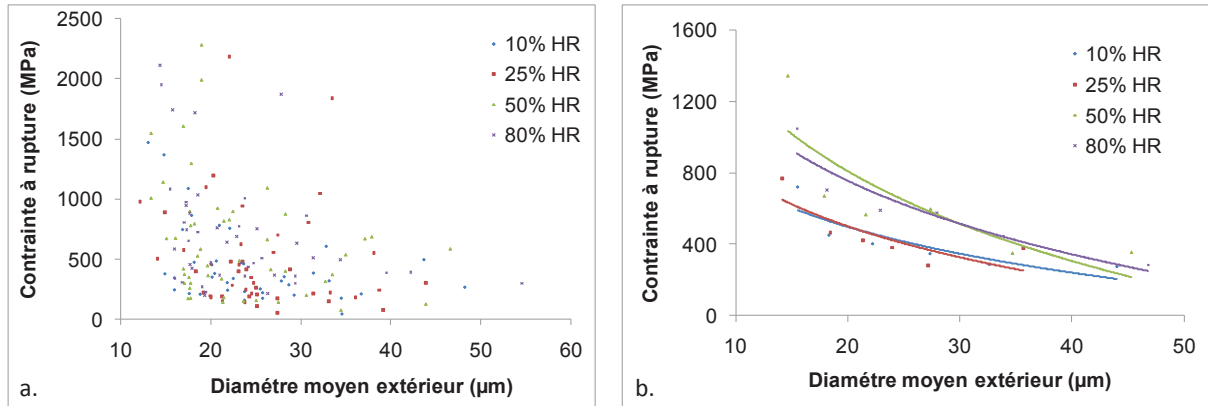 Contrainte à rupture (MPa)
2500
2000
1500
1000
500
0
10 20 30 40 50 60
Diamétre moyen extérieur (µm)
10% HR
25% HR
50% HR
80% HR
a.
Contrainte à rupture (MPa)
1600
1200
800
400
0
10 20 30 40 50
Diamétre moyen extérieur (µm)
10% HR
25% HR
50% HR
80% HR
b.